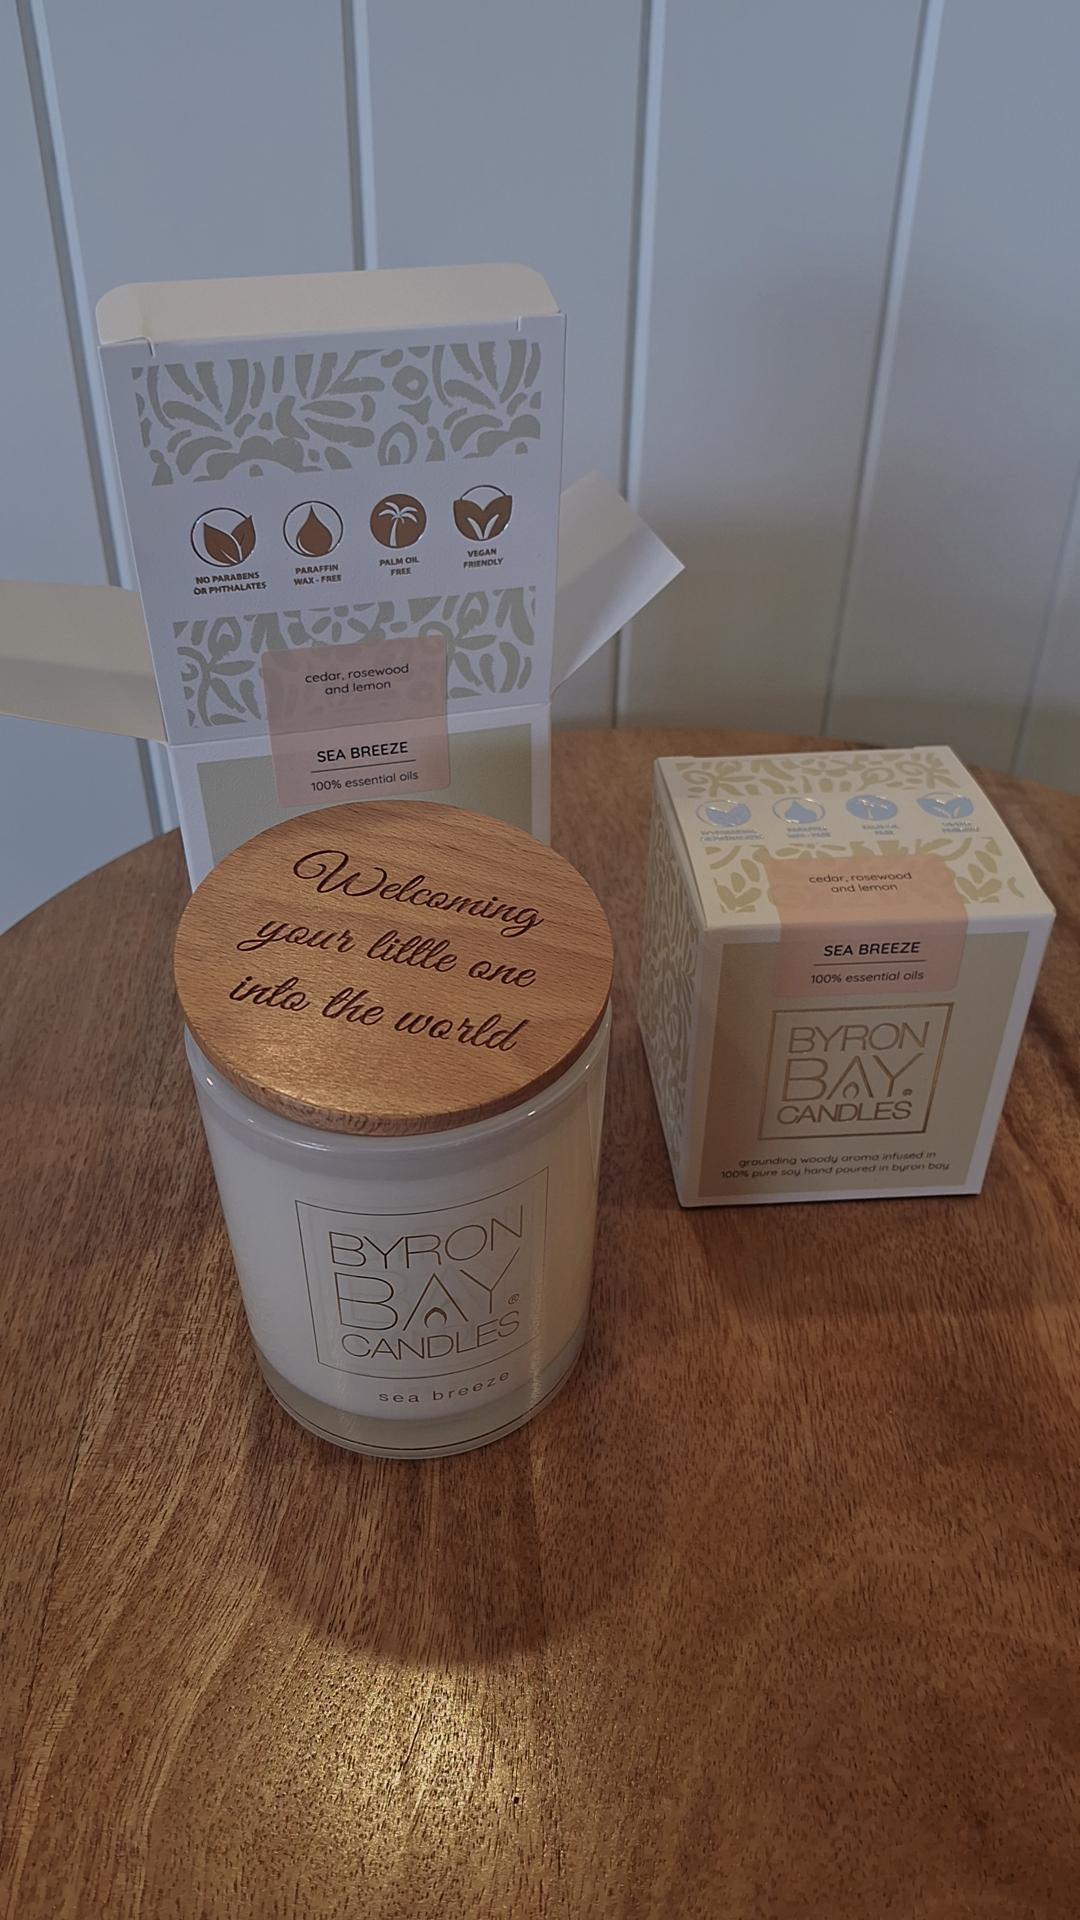 NO PARABENS
OR PHTHALATES
PARAFFIN
WAX - FREE
PALM OIL
FREE
VEGAN
FRIENDLY
cedar, rosewood
and lemon
SEA BREEZE
100% essential oils
Welcoming
your little one
into the world
BYRON
BAY®
CANDLES
sea breeze
cedar, rosewood
and lemon
SEA BREEZE
100% essential oils
BYRON
BAY®
CANDLES
grounding woody aroma infused in
100% pure soy hand poured in byron bay